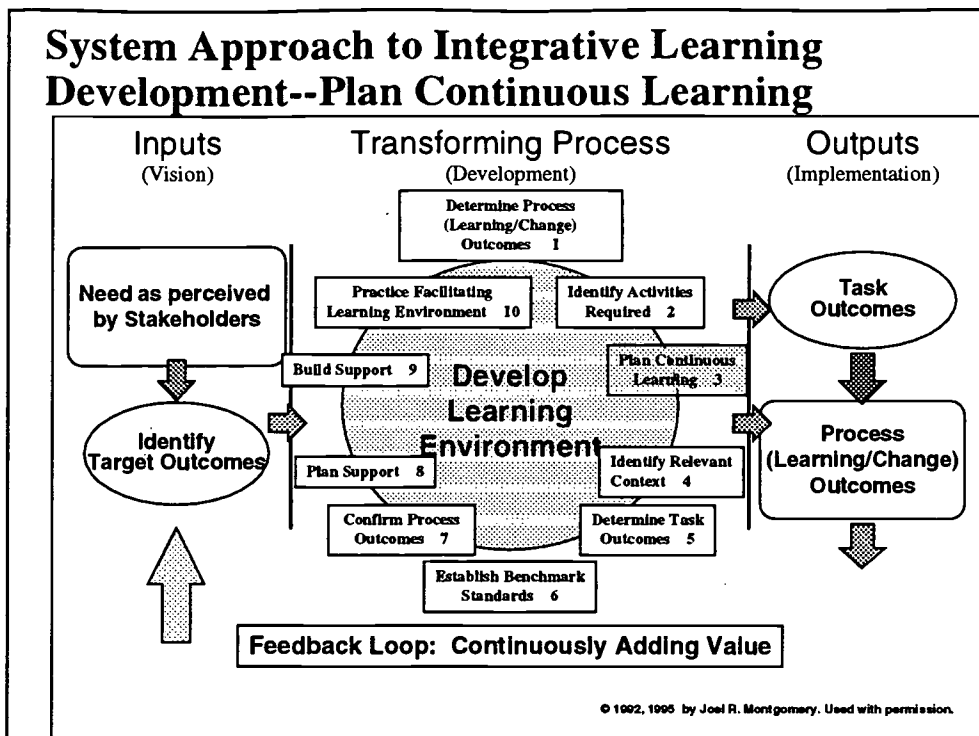 System Approach to Integrative Learning
Development--Plan Continuous Learning
Inputs
(Vision)
Transforming Process
(Development)
Outputs
(Implementation)
Determine Process
(Learning/Change)
Outcomes 1
Need as perceived
by Stakeholders
Practice Facilitating
Learning Environment 10
Identify Activities
Required 2
Task
Outcomes
Build Support 9
Plan Continuous
Learning 3
Develop
Learning
Environment
Identify
Target Outcomes
Process
(Learning/Change)
Outcomes
Plan Support 8
Identify Relevant
Context 4
Confirm Process
Outcomes 7
Determine Task
Outcomes 5
Establish Benchmark
Standards 6
Feedback Loop: Continuously Adding Value
© 1992, 1995 by Joel R. Montgomery. Used with permission.